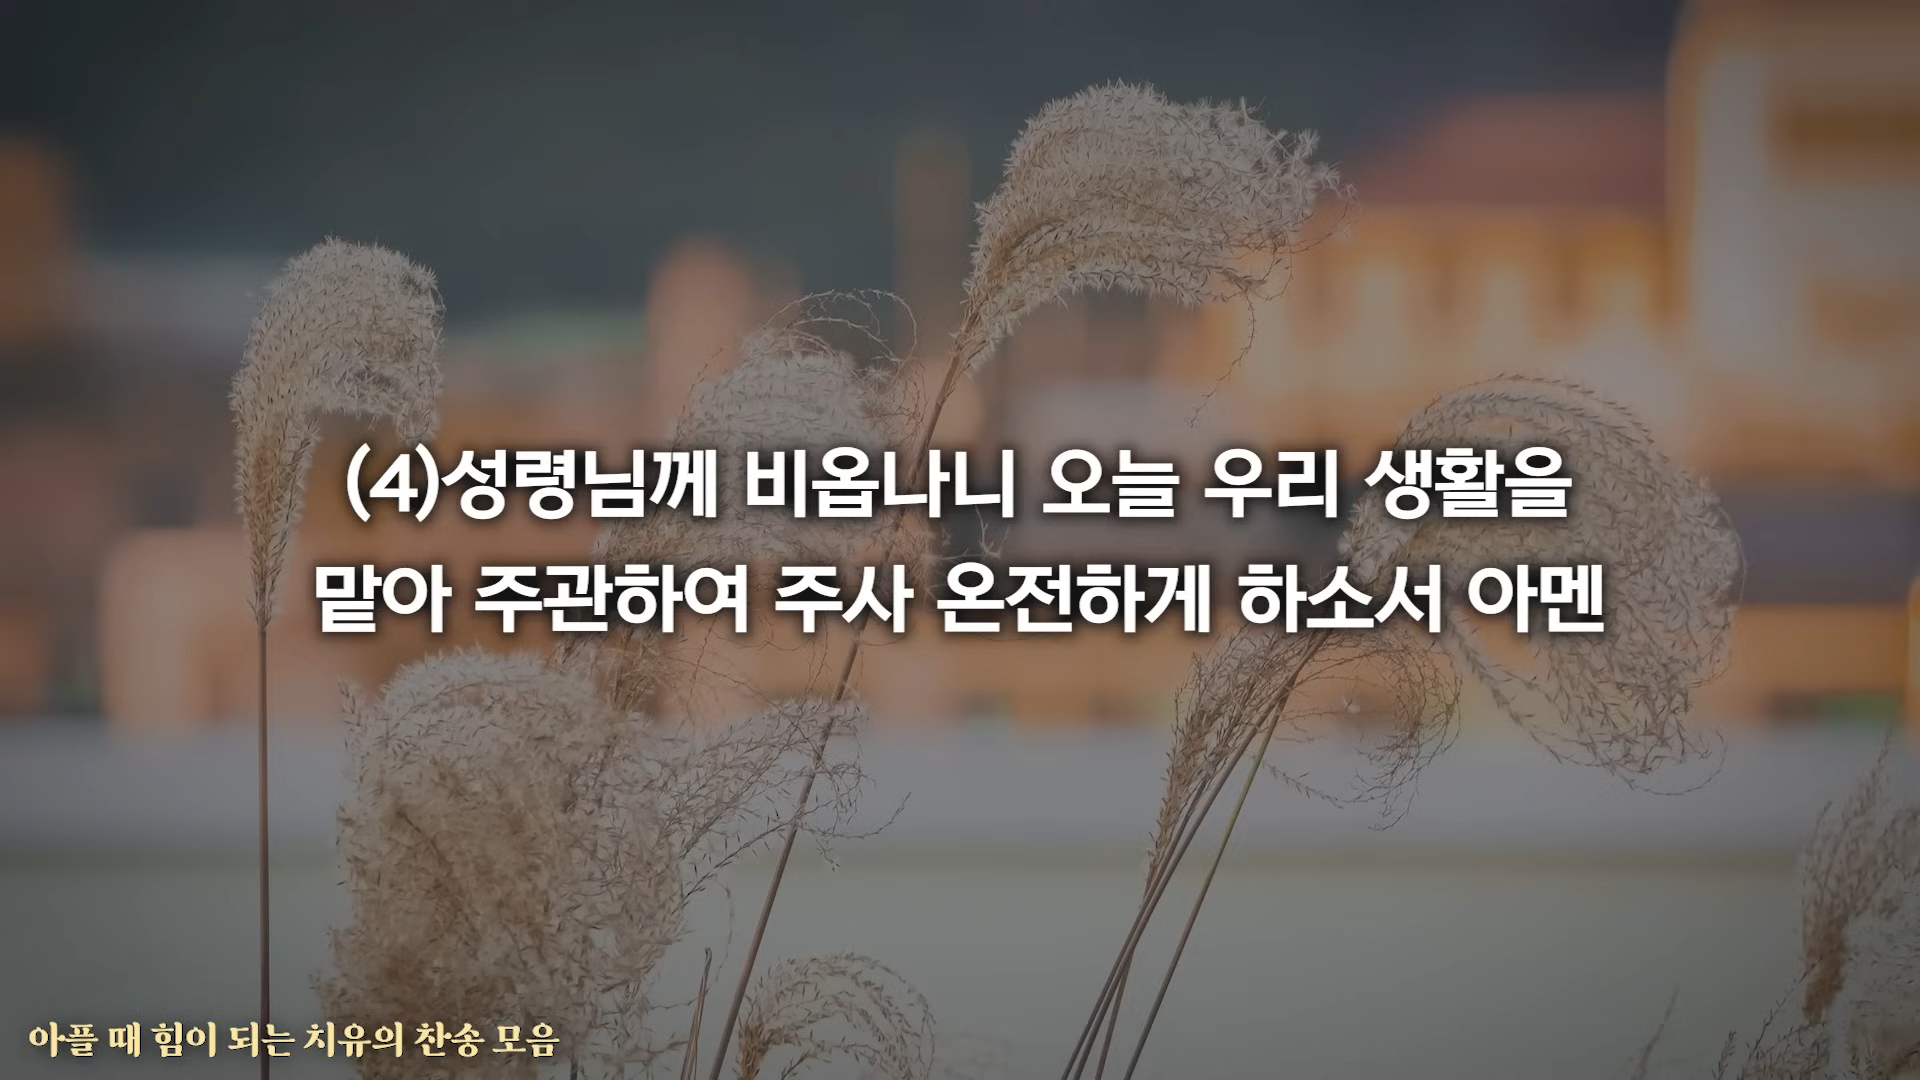 (4)성령님께 비옵나니 오늘 우리 생활을
맡아 주관하여 주사 온전하게 하소서 아멘
아플 때 힘이 되는 치유의 찬송 모음